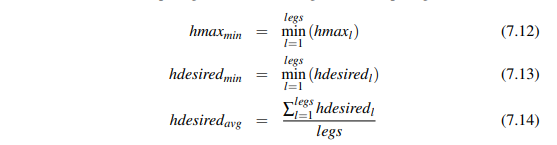 hmax_min = min_{l=1}^{legs} (hmax_l) (7.12)
hdesired_min = min_{l=1}^{legs} (hdesired_l) (7.13)
hdesired_avg = \frac{∑_{l=1}^{legs} hdesired_l}{legs} (7.14)